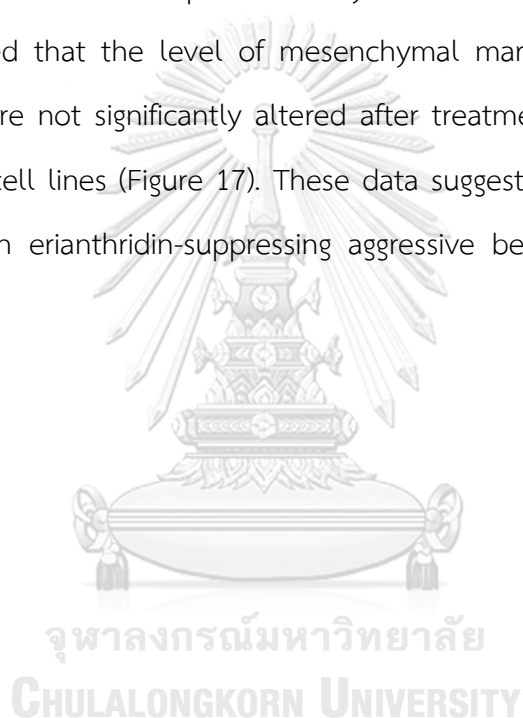 ed that the level of mesenchymal mar
re not significantly altered after treatme
cell lines (Figure 17). These data suggest
n erianthridin-suppressing aggressive be
จุฬาลงกรณ์มหาวิทยาลัย
CHULALONGKORN UNIVERSITY